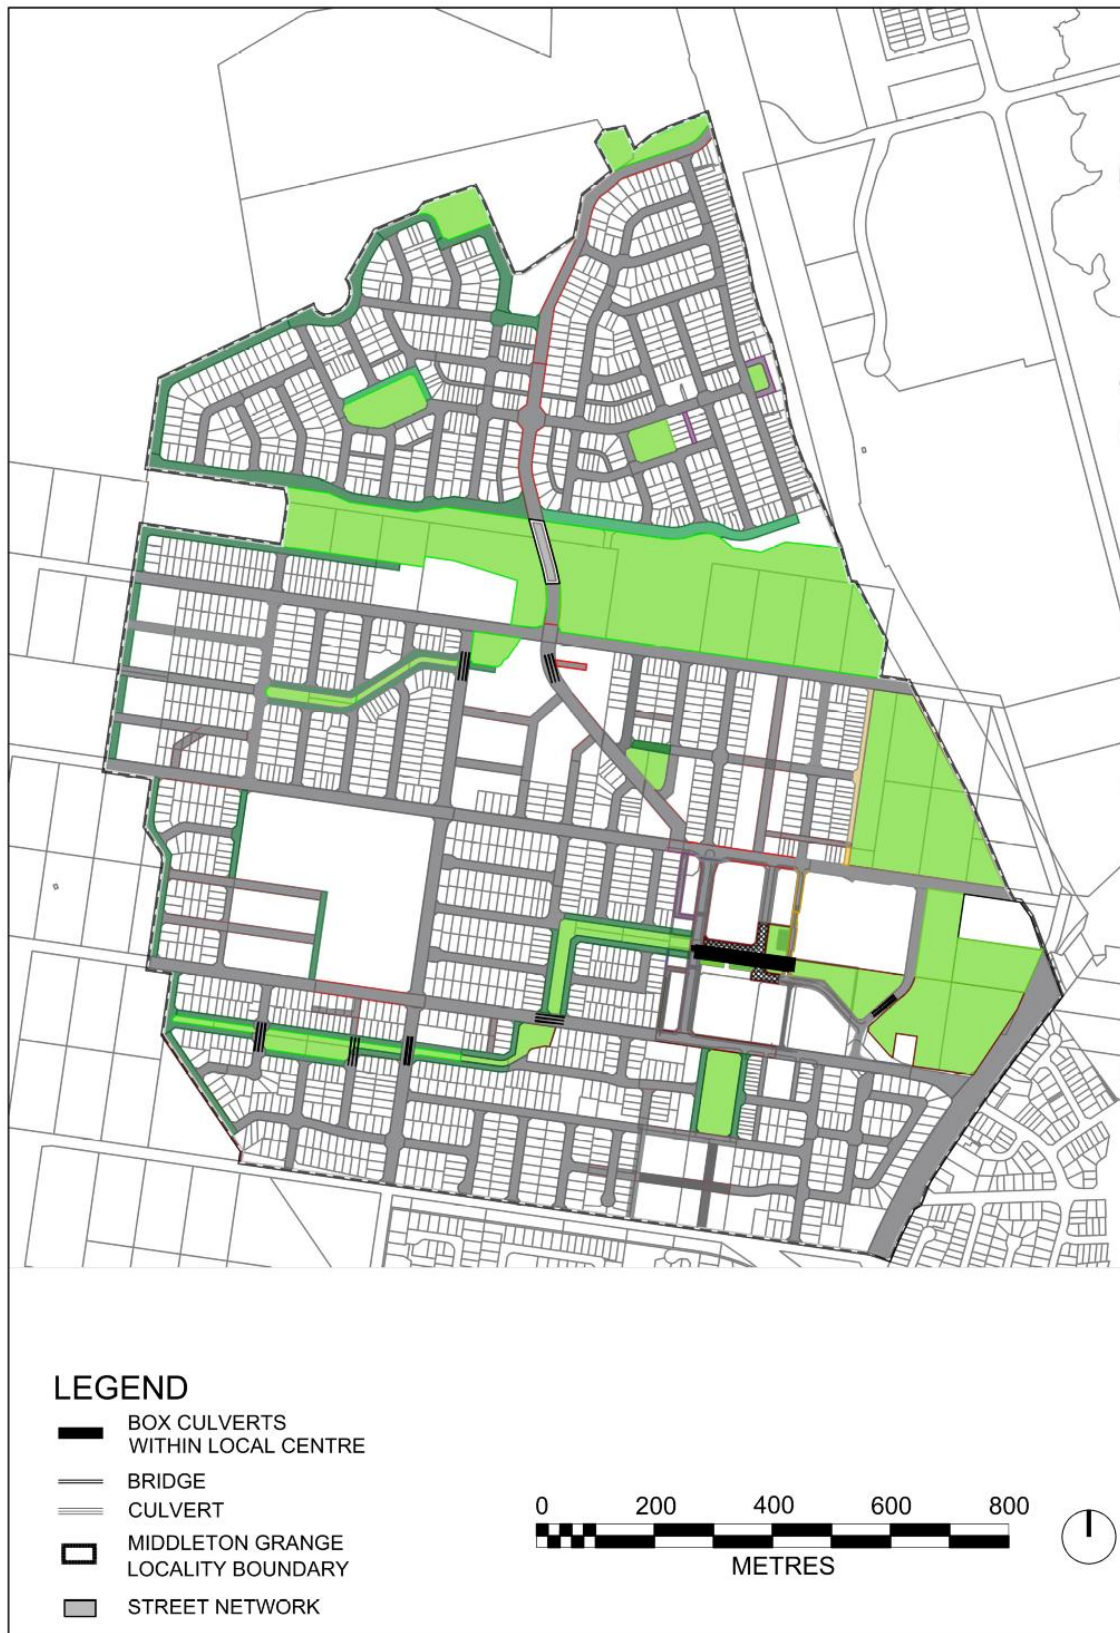 LEGEND
BOX CULVERTS
WITHIN LOCAL CENTRE
BRIDGE
CULVERT
MIDDLETON GRANGE
LOCALITY BOUNDARY
STREET NETWORK
0 200 400 600 800
METRES